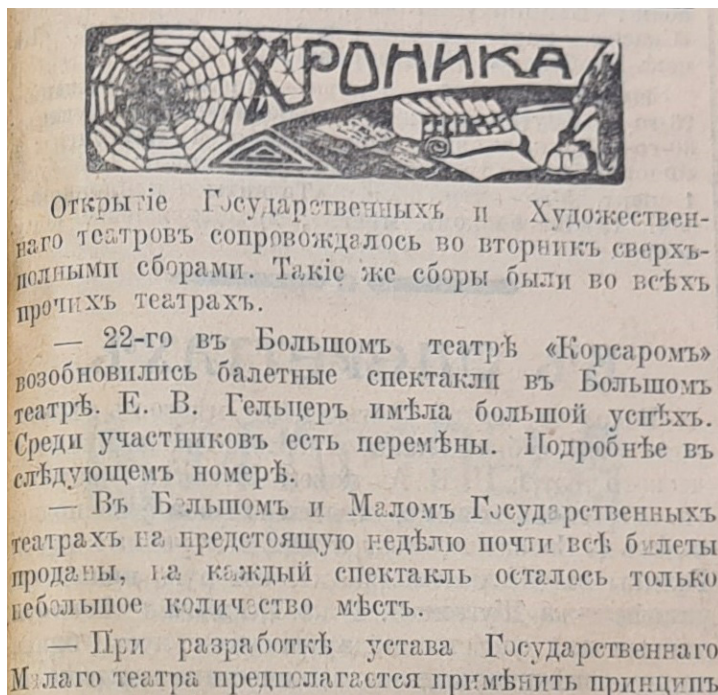 ХРОНИКА
Открытіе Государственныхъ и Художествен-
наго театровъ сопровождалось во вторникъ сверхъ-
полными сборами. Такіе же сборы были во всѣхъ
прочихъ театрахъ.
— 22-го въ Большомъ театрѣ «Корсаромъ»
возобновились балетные спектакли въ Большомъ
театрѣ. Е. В. Гельцеръ имѣла большой успѣхъ.
Среди участниковъ есть перемѣны. Подробнѣе въ
слѣдующемъ номерѣ.
— Въ Большомъ и Маломъ Государственныхъ
театрахъ на предстоящую недѣлю почти всѣ билеты
проданы, на каждый спектакль осталось только
небольшое количество мѣстъ.
— При разработкѣ устава Государственнаго
Малаго театра предполагается примѣнить принципъ